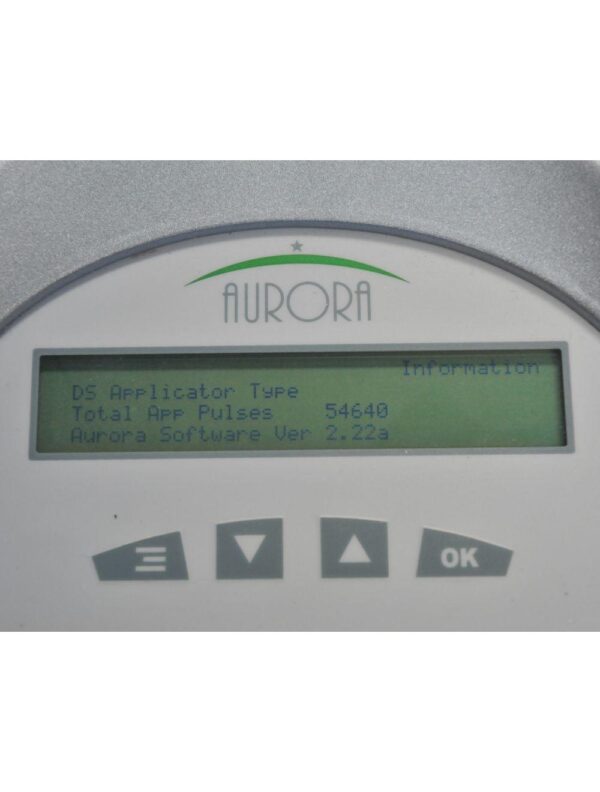 AURORA
Information
DS Applicator Type
Total App Pulses 54640
Aurora Software Ver 2.22a
OK